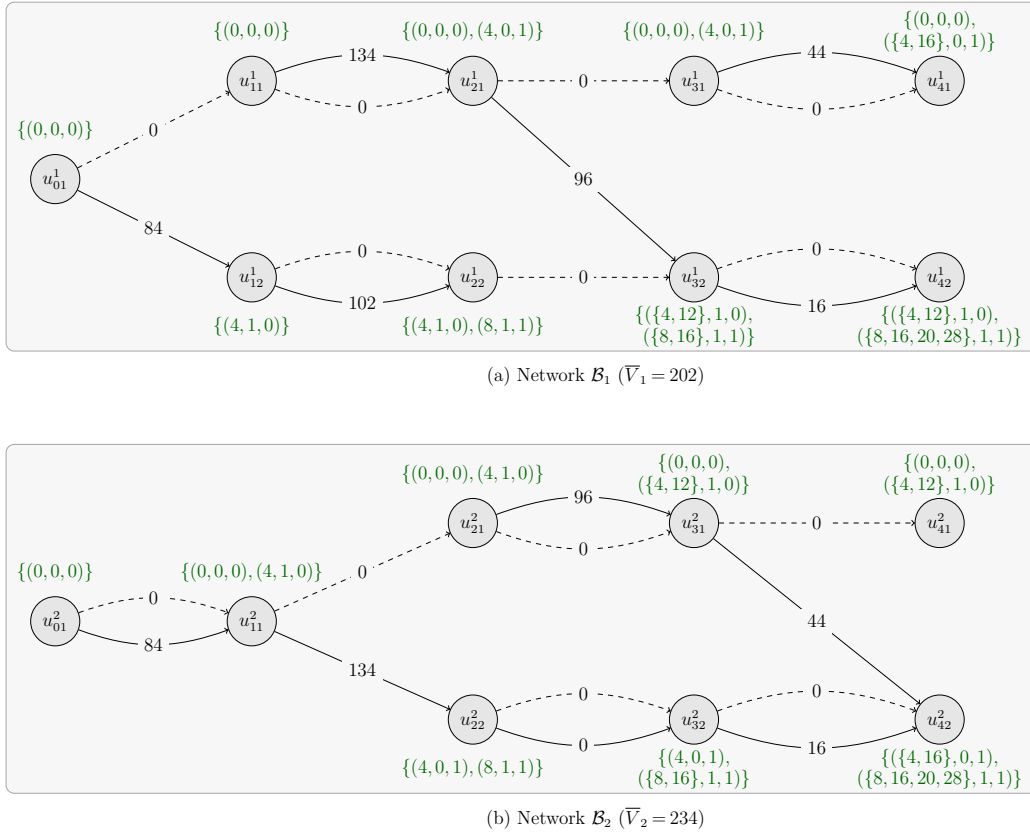 {(0, 0, 0)} {(0, 0, 0), (4, 0, 1)} {(0, 0, 0), (4, 0, 1)} {(0, 0, 0),
({4, 16}, 0, 1)}
134 44
u¹₁₁ u¹₂₁ 0 u¹₃₁ u¹₄₁
0 0
{(0, 0, 0)} 0
u¹₀₁ 96
84
0 0
u¹₁₂ u¹₂₂ 0 u¹₃₂ u¹₄₂
102 16
{(4, 1, 0)} {(4, 1, 0), (8, 1, 1)} {({4, 12}, 1, 0), {({4, 12}, 1, 0),
({8, 16}, 1, 1)} ({8, 16, 20, 28}, 1, 1)}
(a) Network B₁ (V̅₁ = 202)
{(0, 0, 0), (4, 1, 0)} {(0, 0, 0), {(0, 0, 0),
({4, 12}, 1, 0)} ({4, 12}, 1, 0)}
96
u²₂₁ u²₃₁ 0 u²₄₁
0
{(0, 0, 0)} {(0, 0, 0), (4, 1, 0)} 0
0
u²₀₁ u²₁₁ 44
84
134
0 0
u²₂₂ u²₃₂ u²₄₂
0 16
{(4, 0, 1), (8, 1, 1)} {(4, 0, 1), {({4, 16}, 0, 1),
({8, 16}, 1, 1)} ({8, 16, 20, 28}, 1, 1)}
(b) Network B₂ (V̅₂ = 234)